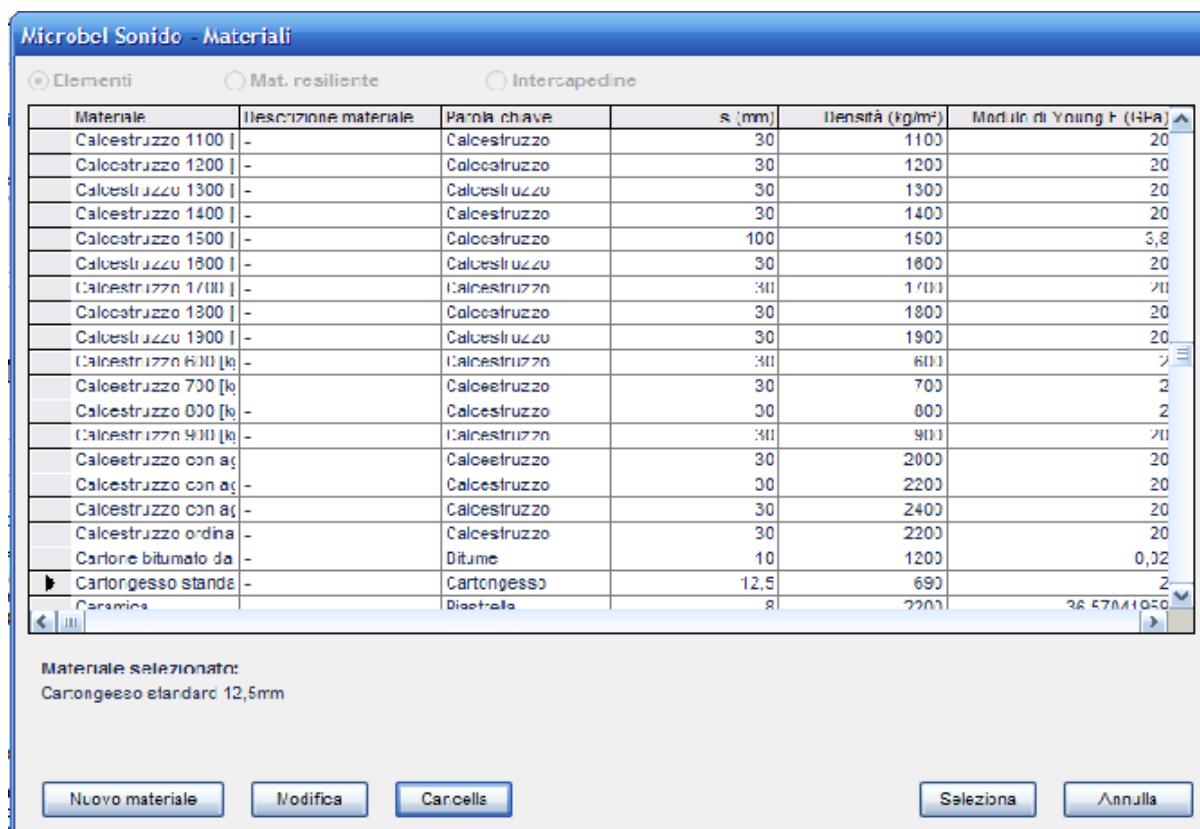 Microbel Sonido - Materiali
Elementi Mat. resiliente Intercapedine
Materiale Descrizione materiale Parola chiave s (mm) Densità (kg/m³) Modulo di Young E (GPa)
Calcestruzzo 1100 [ - Calcestruzzo 30 1100 20
Calcestruzzo 1200 [ - Calcestruzzo 30 1200 20
Calcestruzzo 1300 [ - Calcestruzzo 30 1300 20
Calcestruzzo 1400 [ - Calcestruzzo 30 1400 20
Calcestruzzo 1500 [ - Calcestruzzo 100 1500 3,8
Calcestruzzo 1600 [ - Calcestruzzo 30 1600 20
Calcestruzzo 1700 [ - Calcestruzzo 30 1700 20
Calcestruzzo 1800 [ - Calcestruzzo 30 1800 20
Calcestruzzo 1900 [ - Calcestruzzo 30 1900 20
Calcestruzzo 600 [k - Calcestruzzo 30 600 2
Calcestruzzo 700 [k Calcestruzzo 30 700 2
Calcestruzzo 800 [k - Calcestruzzo 30 800 2
Calcestruzzo 900 [k - Calcestruzzo 30 900 20
Calcestruzzo con ag Calcestruzzo 30 2000 20
Calcestruzzo con ag - Calcestruzzo 30 2200 20
Calcestruzzo con ag - Calcestruzzo 30 2400 20
Calcestruzzo ordina - Calcestruzzo 30 2200 20
Cartone bitumato da - Bitume 10 1200 0,02
Cartongesso standa - Cartongesso 12,5 690 2
Ceramica Piastrella 8 2200 36,57041959
Materiale selezionato:
Cartongesso standard 12,5mm
Nuovo materiale Modifica Cancella Seleziona Annulla